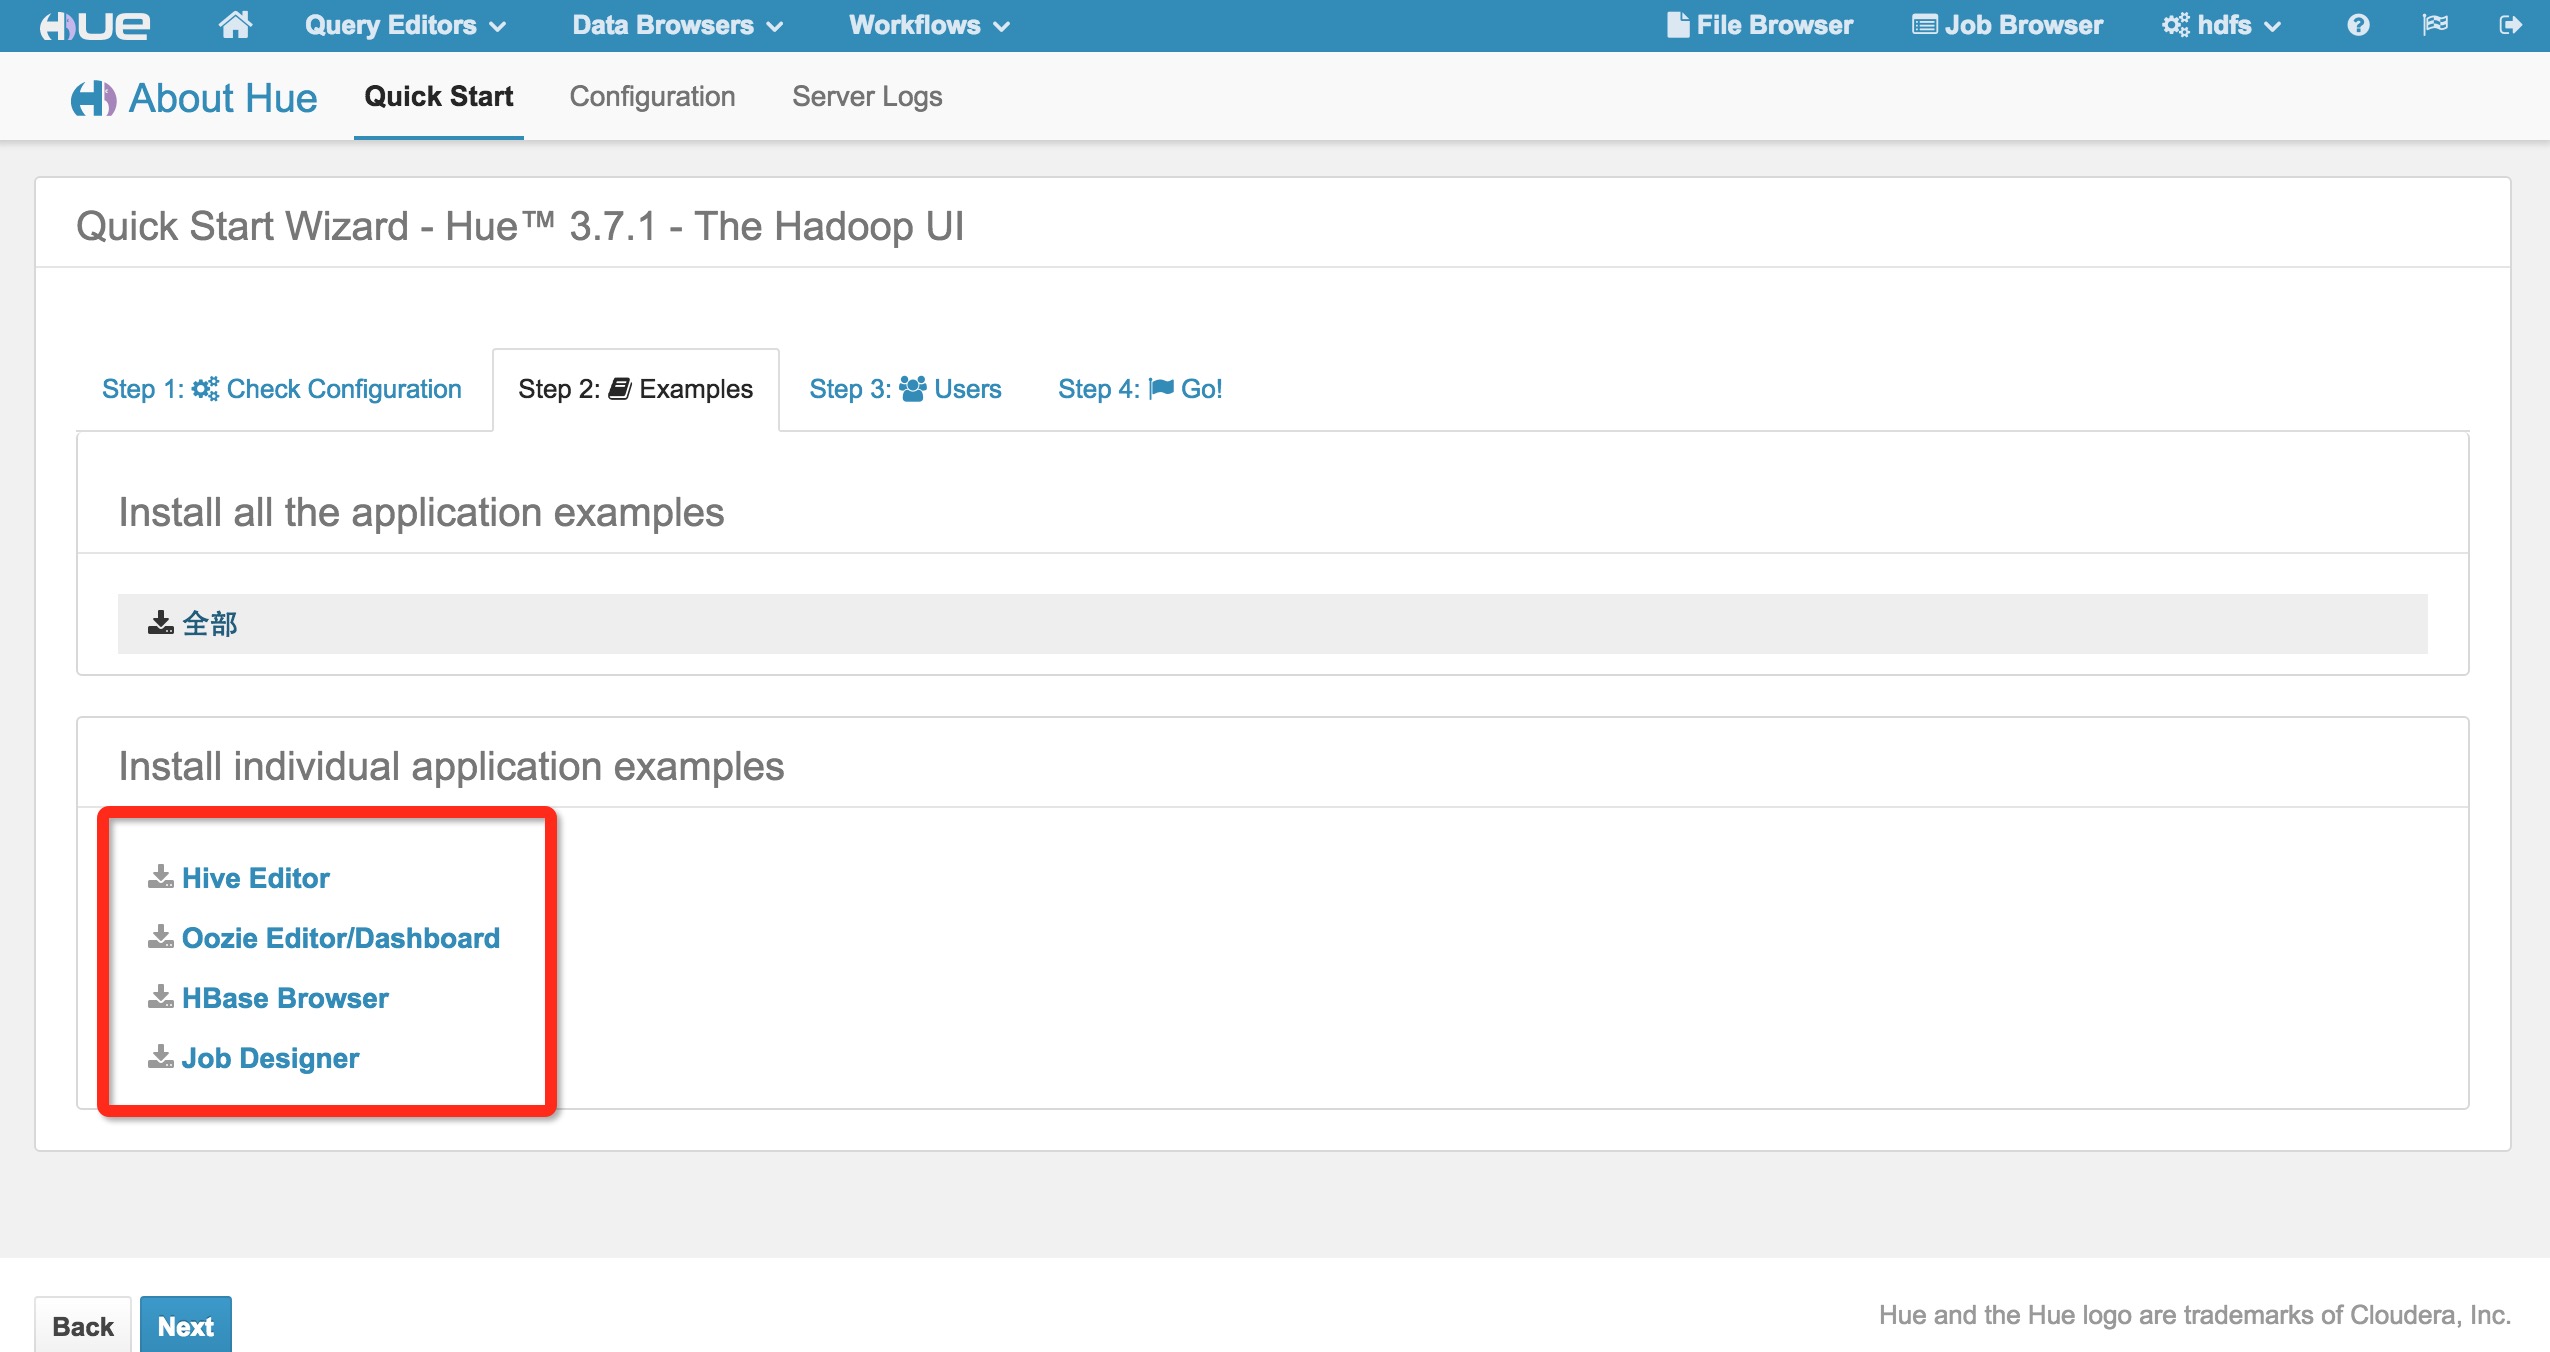 HUE Query Editors Data Browsers Workflows File Browser Job Browser hdfs ?
About Hue Quick Start Configuration Server Logs
Quick Start Wizard - Hue™ 3.7.1 - The Hadoop UI
Step 1: Check Configuration Step 2: Examples Step 3: Users Step 4: Go!
Install all the application examples
全部
Install individual application examples
Hive Editor
Oozie Editor/Dashboard
HBase Browser
Job Designer
Back Next
Hue and the Hue logo are trademarks of Cloudera, Inc.